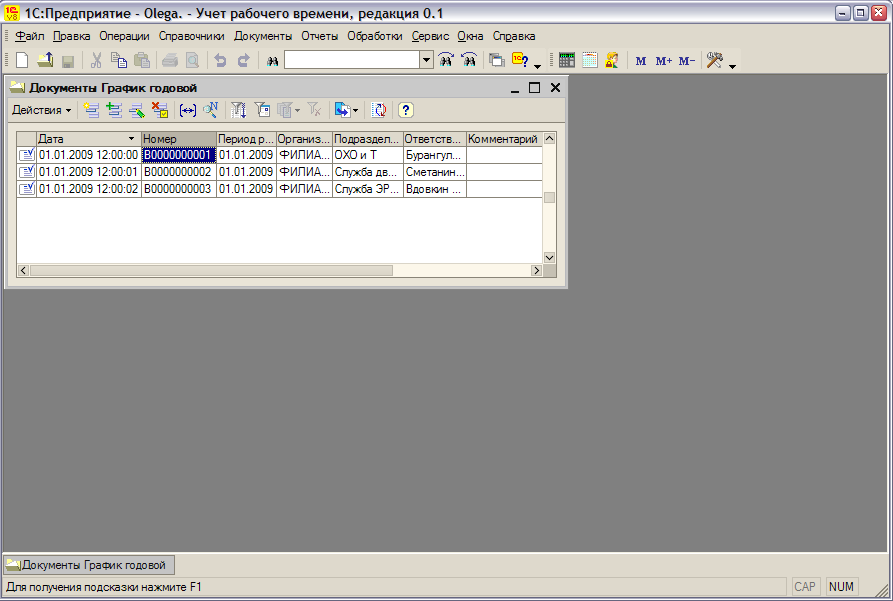 1С:Предприятие - Olega. - Учет рабочего времени, редакция 0.1
Файл Правка Операции Справочники Документы Отчеты Обработки Сервис Окна Справка
M M+ M-
Документы График годовой
Действия
Дата Номер Период р... Организ... Подраздел... Ответств... Комментарий
01.01.2009 12:00:00 В0000000001 01.01.2009 ФИЛИА... ОХО и Т Бурангул...
01.01.2009 12:00:01 В0000000002 01.01.2009 ФИЛИА... Служба дв... Сметанин...
01.01.2009 12:00:02 В0000000003 01.01.2009 ФИЛИА... Служба ЭР... Вдовкин ...
Документы График годовой
Для получения подсказки нажмите F1 CAP NUM